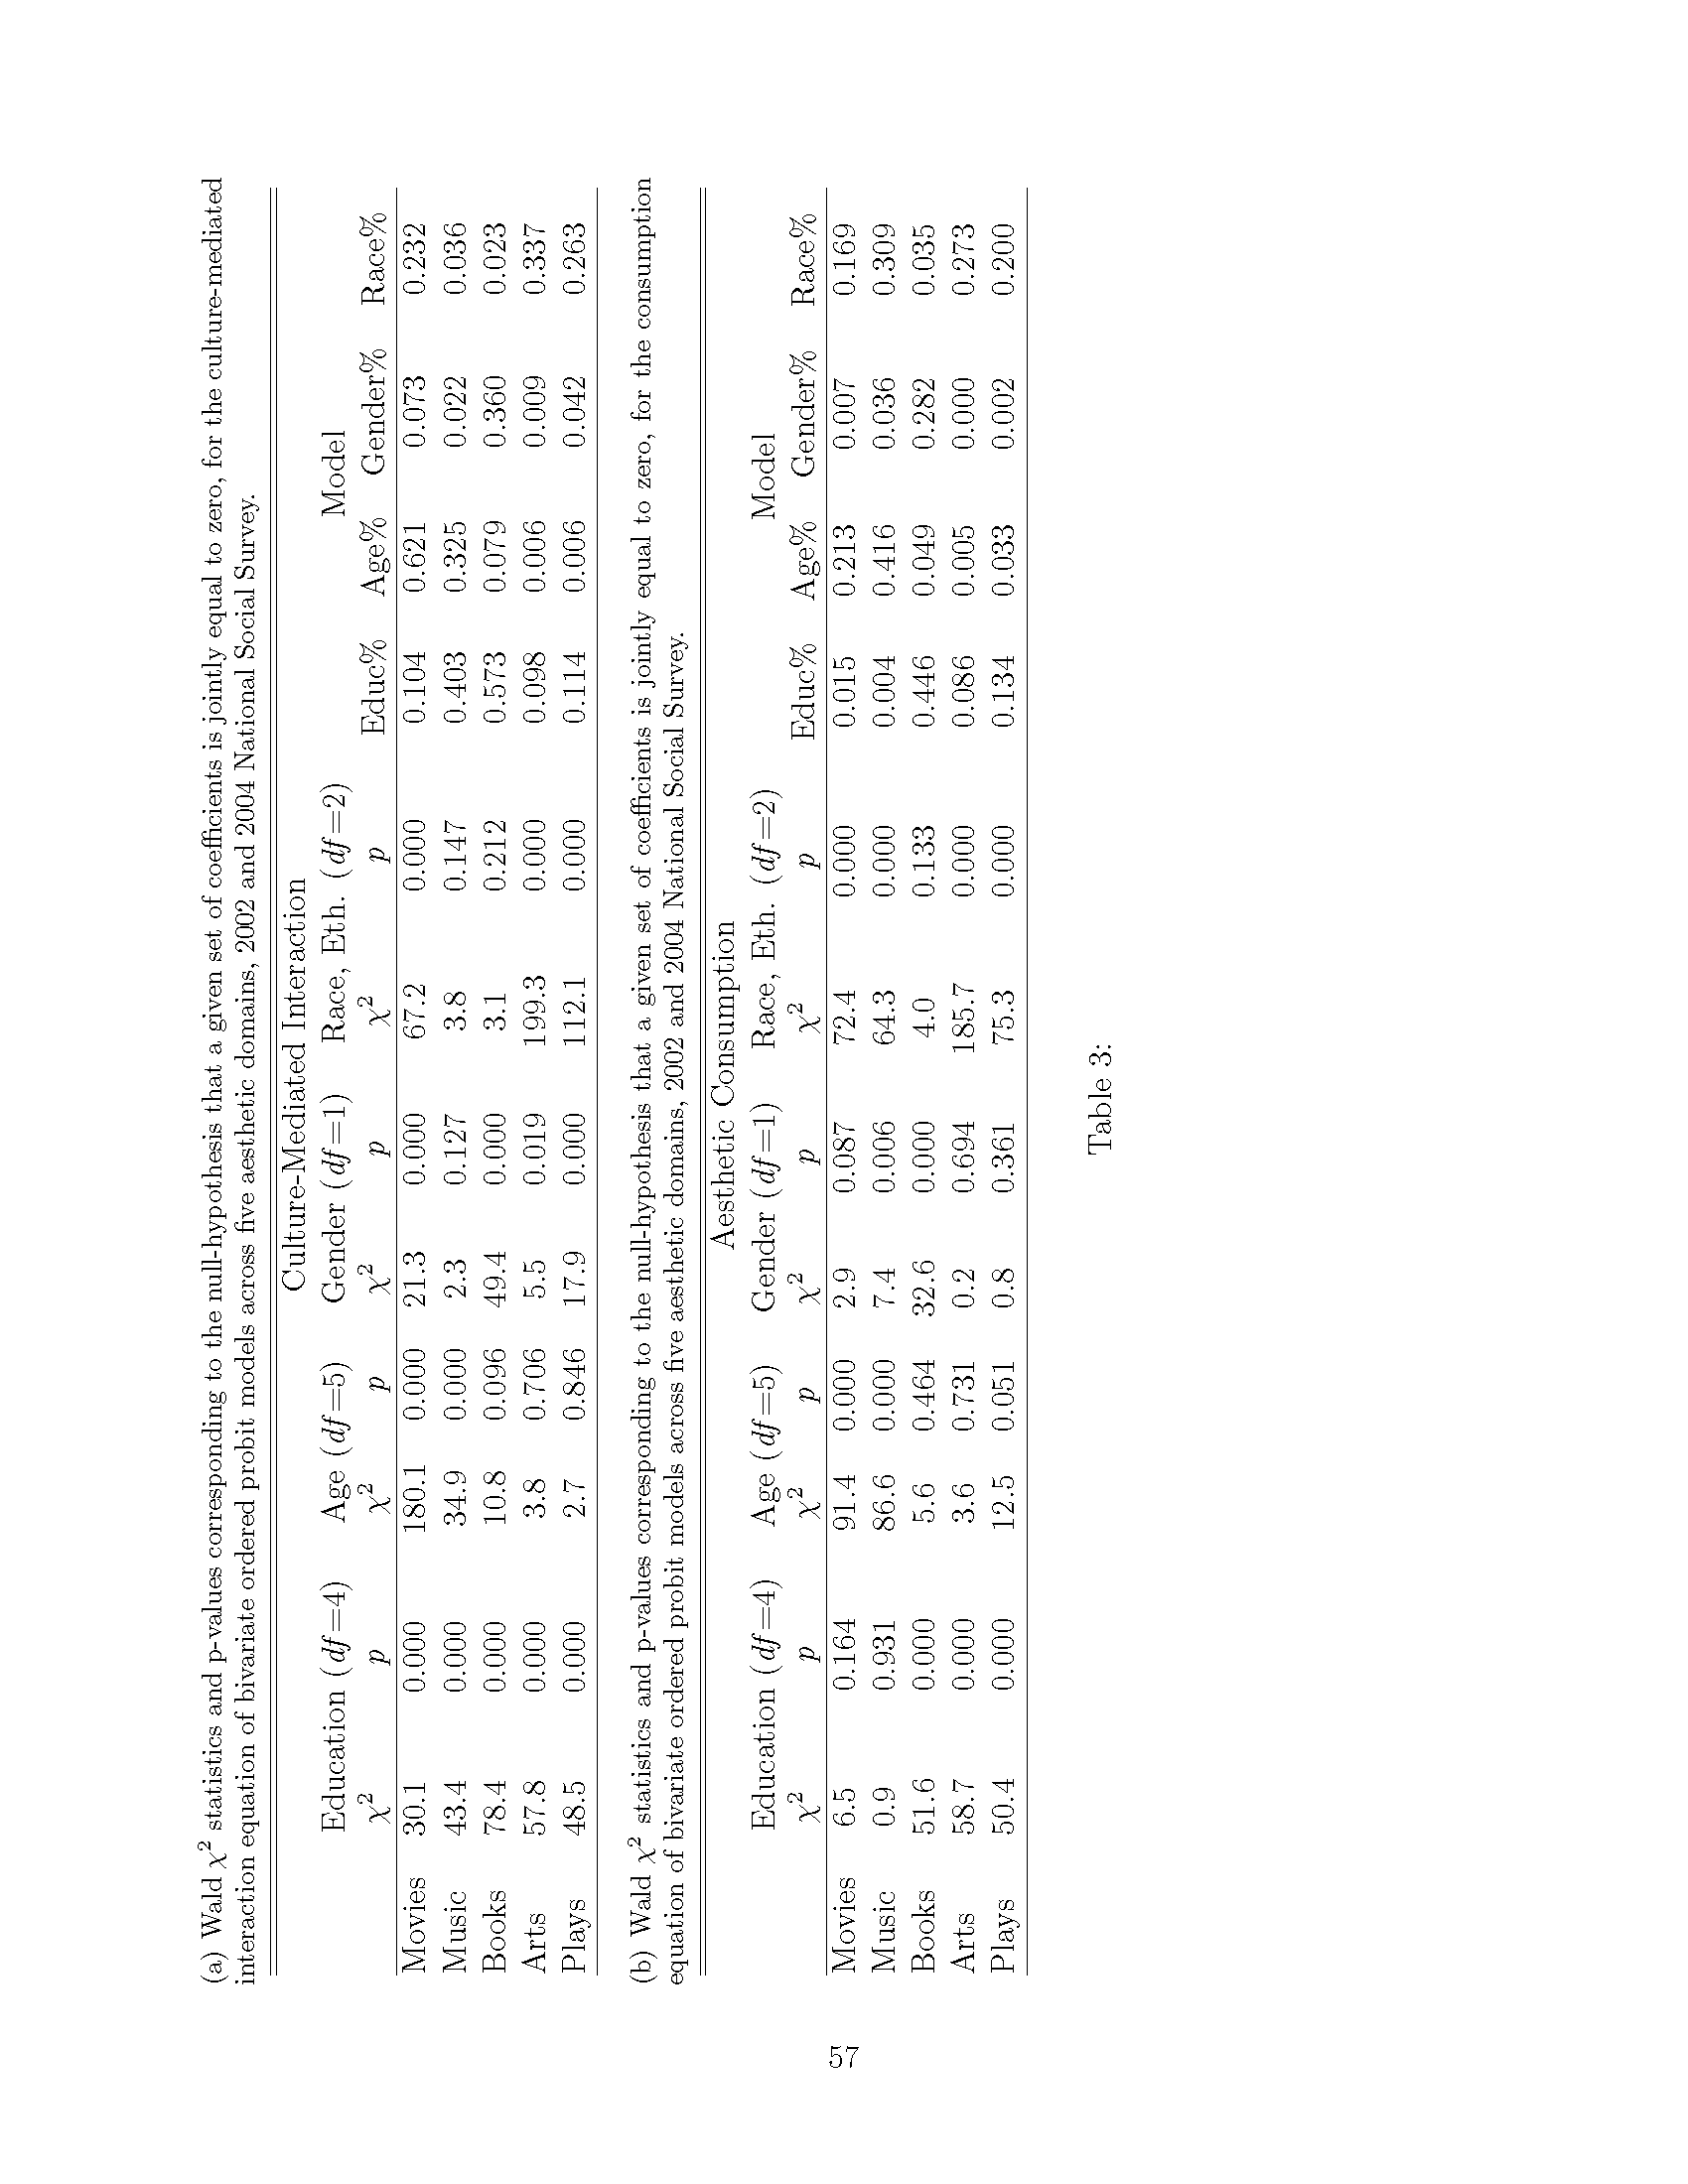 (a) Wald χ² statistics and p-values corresponding to the null-hypothesis that a given set of coefficients is jointly equal to zero, for the culture-mediated
interaction equation of bivariate ordered probit models across five aesthetic domains, 2002 and 2004 National Social Survey.
Culture-Mediated Interaction
Education (df=4) Age (df=5) Gender (df=1) Race, Eth. (df=2) Model
χ² p χ² p χ² p χ² p Educ% Age% Gender% Race%
Movies 30.1 0.000 180.1 0.000 21.3 0.000 67.2 0.000 0.104 0.621 0.073 0.232
Music 43.4 0.000 34.9 0.000 2.3 0.127 3.8 0.147 0.403 0.325 0.022 0.036
Books 78.4 0.000 10.8 0.096 49.4 0.000 3.1 0.212 0.573 0.079 0.360 0.023
Arts 57.8 0.000 3.8 0.706 5.5 0.019 199.3 0.000 0.098 0.006 0.009 0.337
Plays 48.5 0.000 2.7 0.846 17.9 0.000 112.1 0.000 0.114 0.006 0.042 0.263
(b) Wald χ² statistics and p-values corresponding to the null-hypothesis that a given set of coefficients is jointly equal to zero, for the consumption
equation of bivariate ordered probit models across five aesthetic domains, 2002 and 2004 National Social Survey.
Aesthetic Consumption
Education (df=4) Age (df=5) Gender (df=1) Race, Eth. (df=2) Model
χ² p χ² p χ² p χ² p Educ% Age% Gender% Race%
Movies 6.5 0.164 91.4 0.000 2.9 0.087 72.4 0.000 0.015 0.213 0.007 0.169
Music 0.9 0.931 86.6 0.000 7.4 0.006 64.3 0.000 0.004 0.416 0.036 0.309
Books 51.6 0.000 5.6 0.464 32.6 0.000 4.0 0.133 0.446 0.049 0.282 0.035
Arts 58.7 0.000 3.6 0.731 0.2 0.694 185.7 0.000 0.086 0.005 0.000 0.273
Plays 50.4 0.000 12.5 0.051 0.8 0.361 75.3 0.000 0.134 0.033 0.002 0.200
Table 3:
57